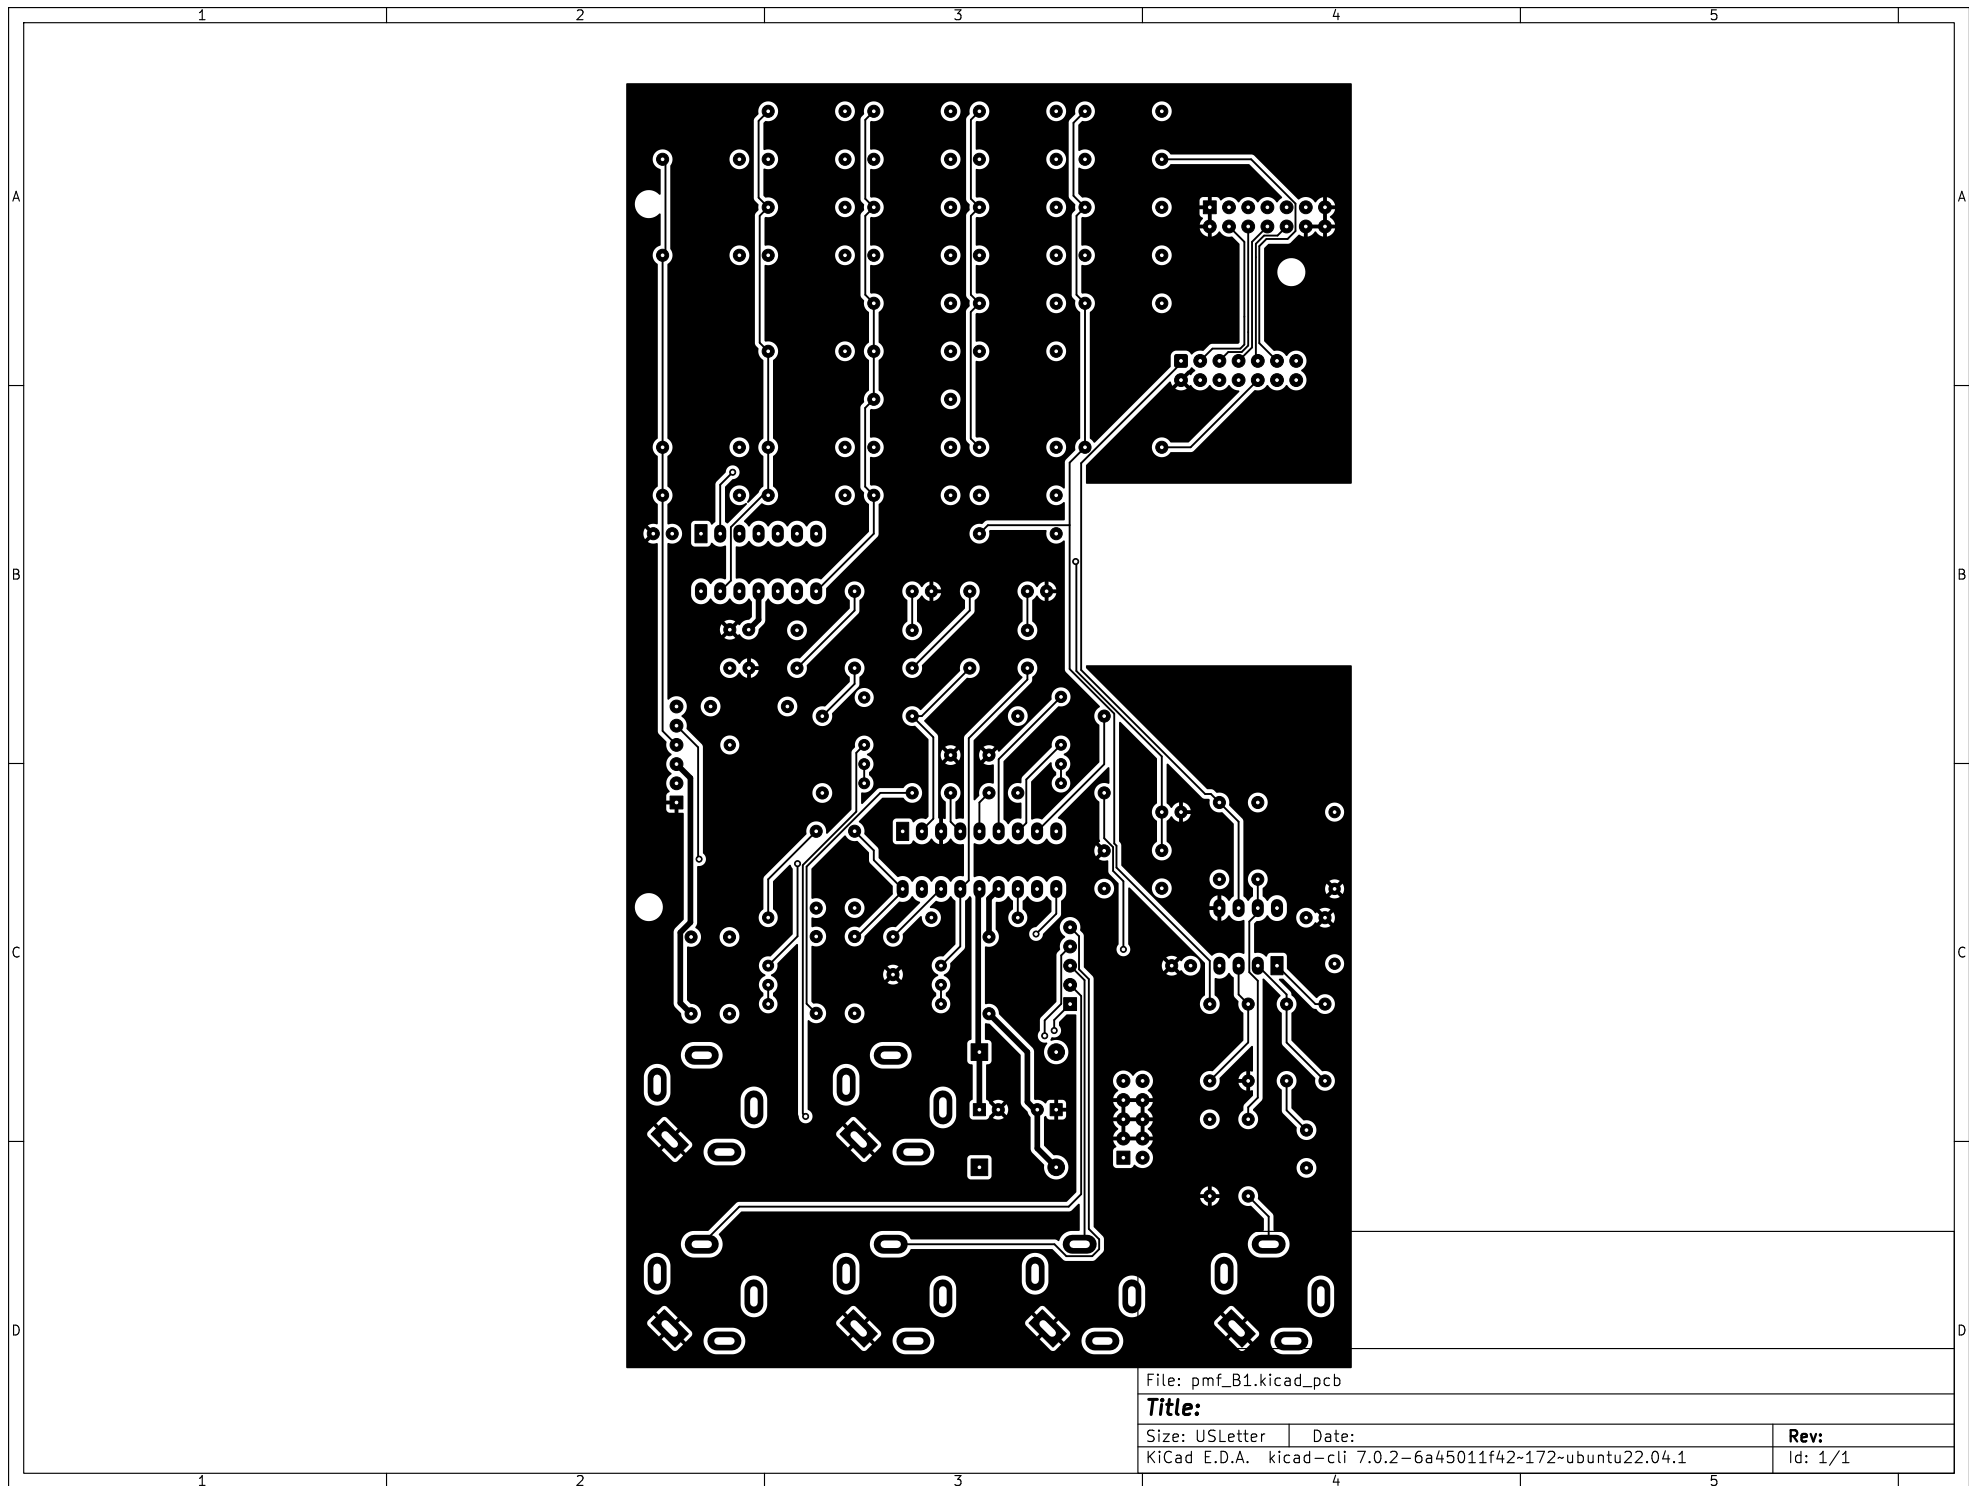 1 2 3 4 5
A A
B B
C C
D D
File: pmf_B1.kicad_pcb
Title:
Size: USLetter Date: Rev:
KiCad E.D.A. kicad-cli 7.0.2-6a45011f42~172~ubuntu22.04.1 Id: 1/1
1 2 3 4 5